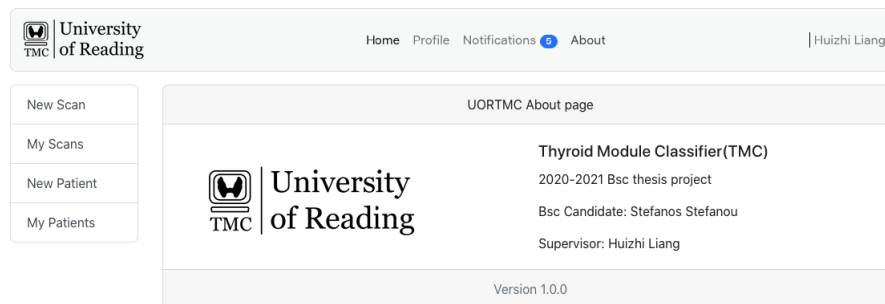 University
of Reading
TMC
Home Profile Notifications 5 About
Huizhi Liang
New Scan
My Scans
New Patient
My Patients
UORTMC About page
University
of Reading
TMC
Thyroid Module Classifier(TMC)
2020-2021 Bsc thesis project
Bsc Candidate: Stefanos Stefanou
Supervisor: Huizhi Liang
Version 1.0.0